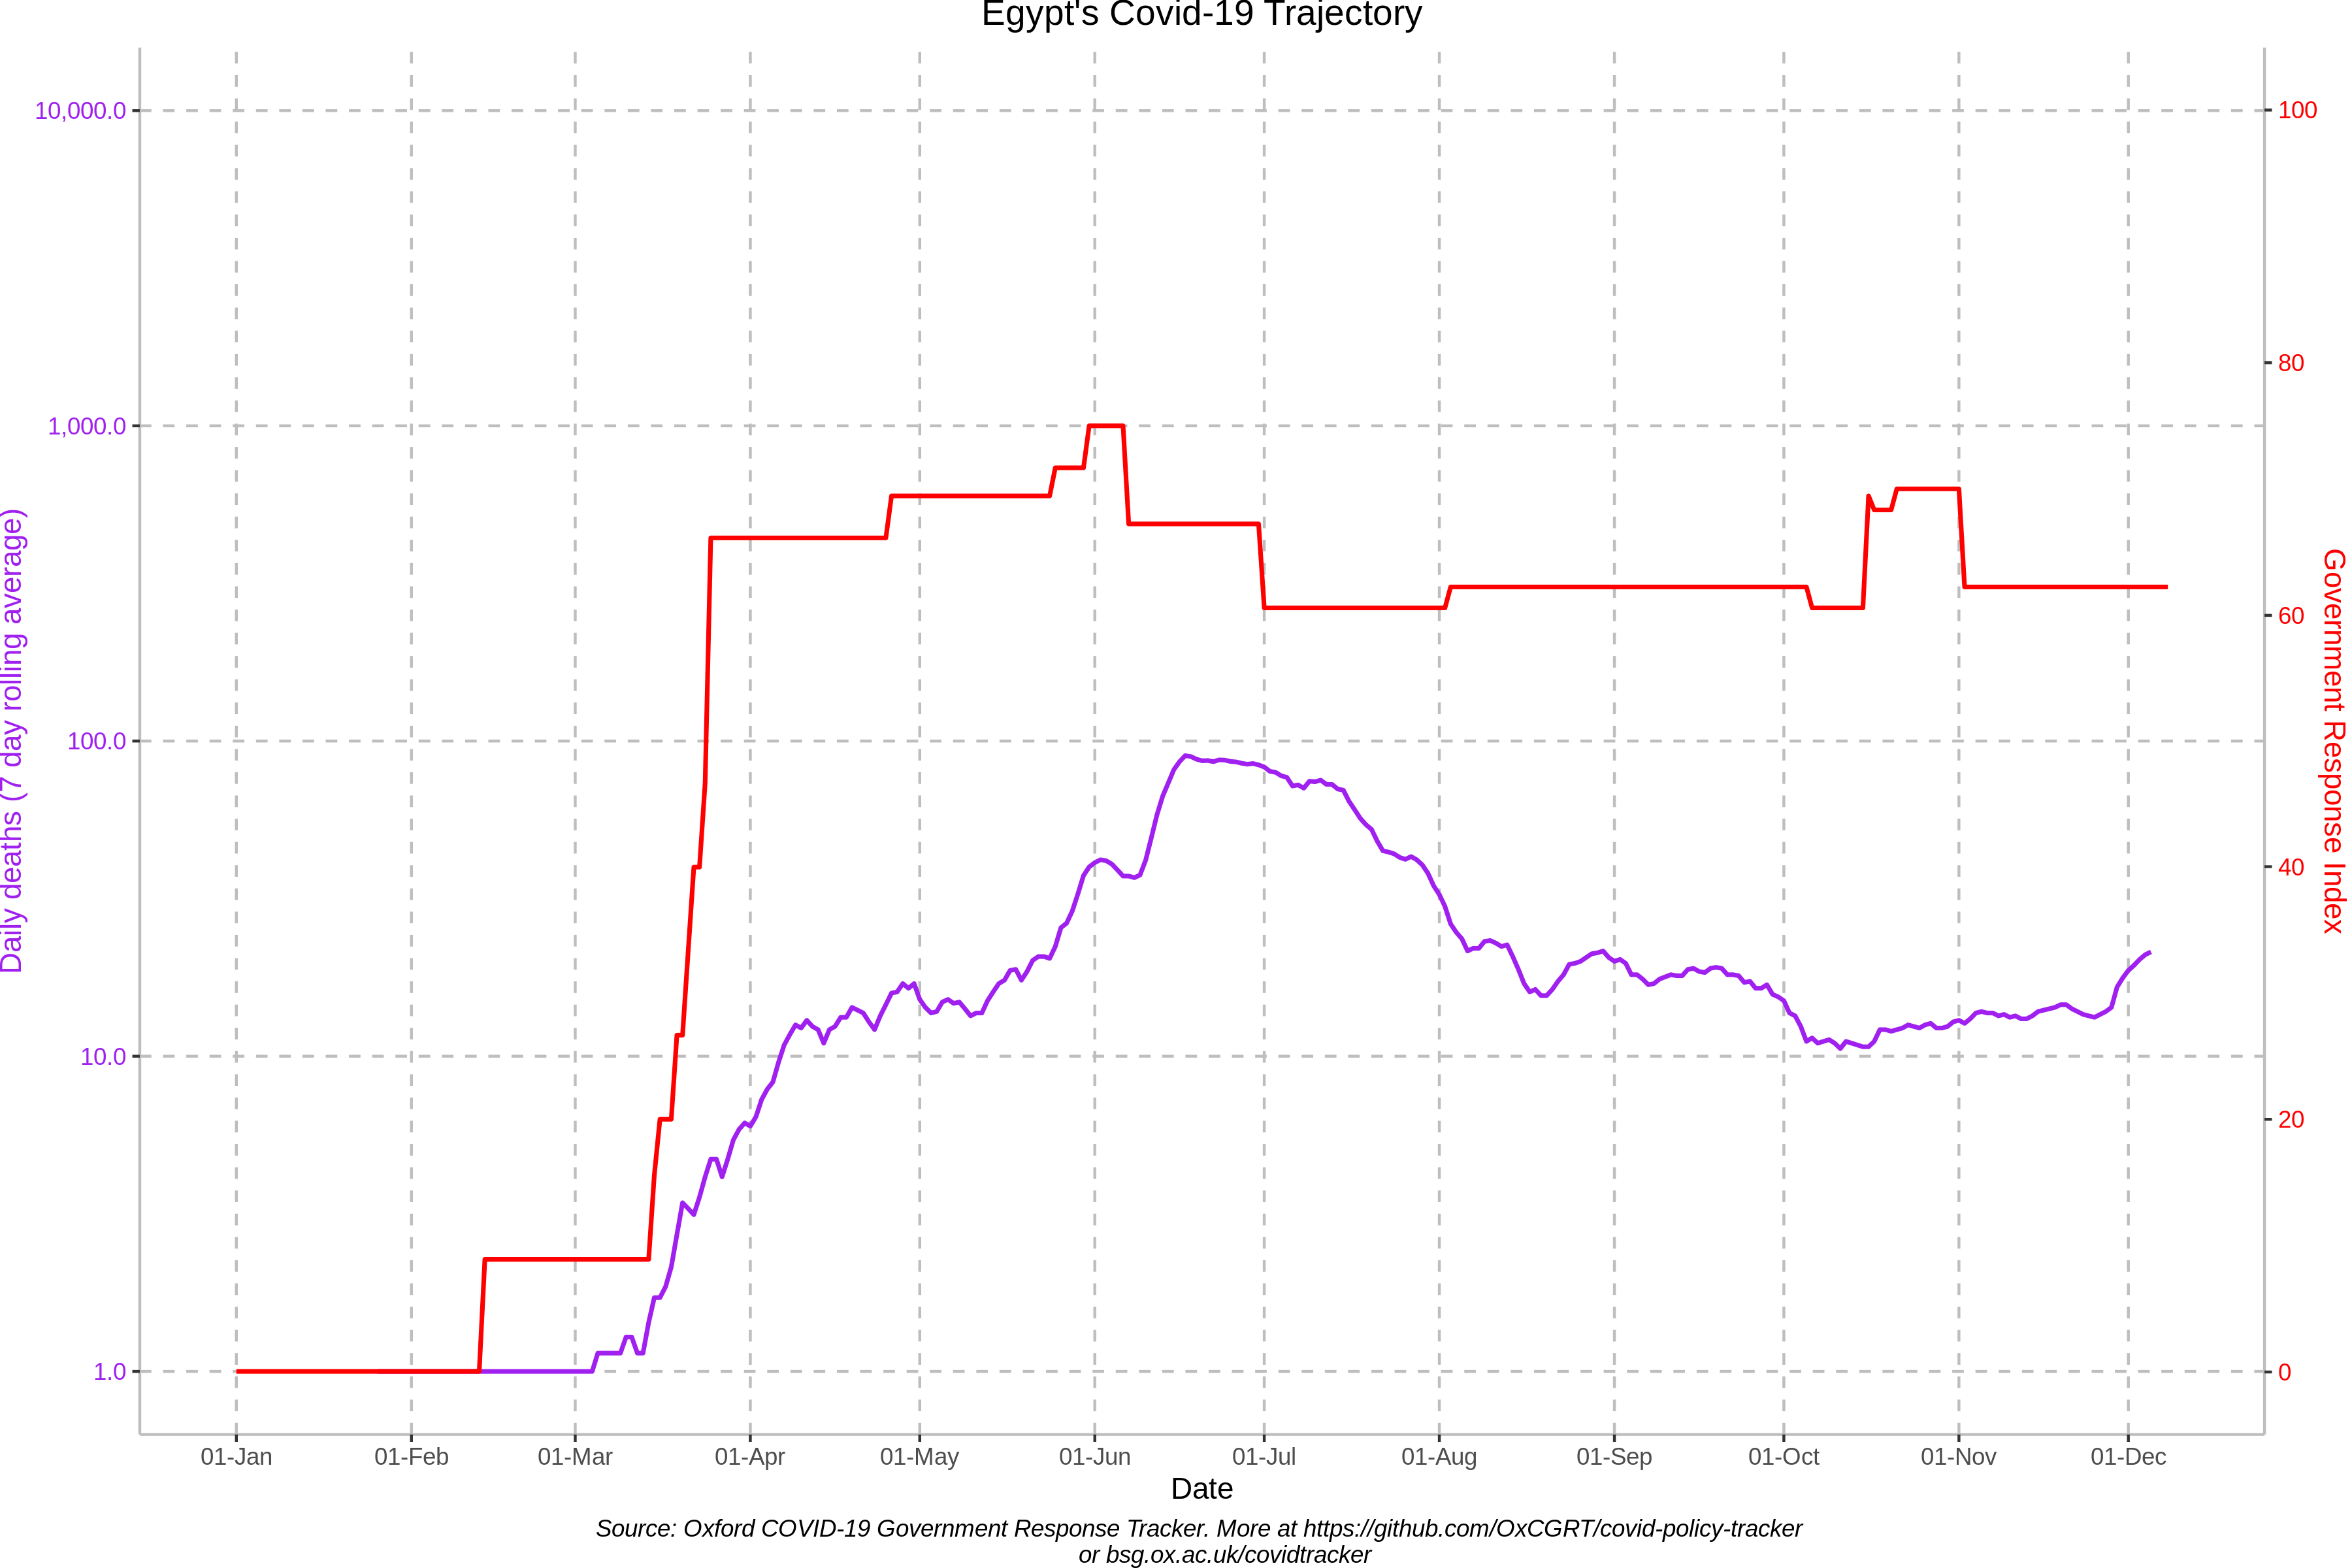 Egypt's Covid-19 Trajectory
10,000.0
1,000.0
100.0
10.0
1.0
Daily deaths (7 day rolling average)
100
80
60
40
20
0
Government Response Index
01-Jan
01-Feb
01-Mar
01-Apr
01-May
01-Jun
01-Jul
01-Aug
01-Sep
01-Oct
01-Nov
01-Dec
Date
Source: Oxford COVID-19 Government Response Tracker. More at https://github.com/OxCGRT/covid-policy-tracker
or bsg.ox.ac.uk/covidtracker